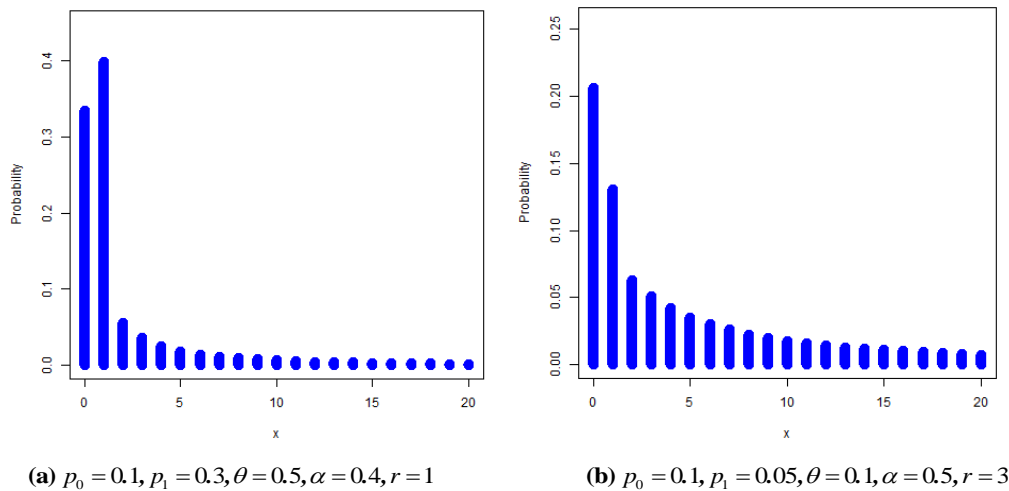 0.4
0.3
0.2
0.1
0.0
Probability
0 5 10 15 20
x
(a) p₀ = 0.1, p₁ = 0.3, θ = 0.5, α = 0.4, r = 1
0.25
0.20
0.15
0.10
0.05
0.00
Probability
0 5 10 15 20
x
(b) p₀ = 0.1, p₁ = 0.05, θ = 0.1, α = 0.5, r = 3